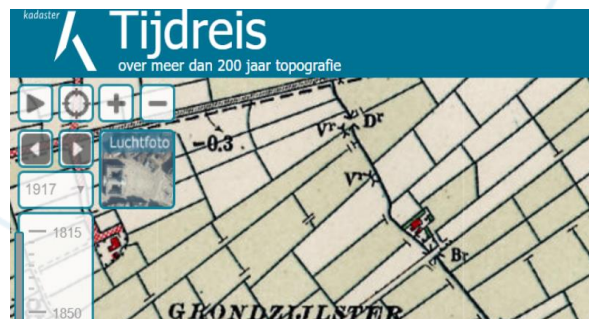 kadaster
Tijdreis
over meer dan 200 jaar topografie
Luchtfoto
-0.3
Vr
Dr
Vr
1917
1815
Br
1850
GRONDZIJLSTER